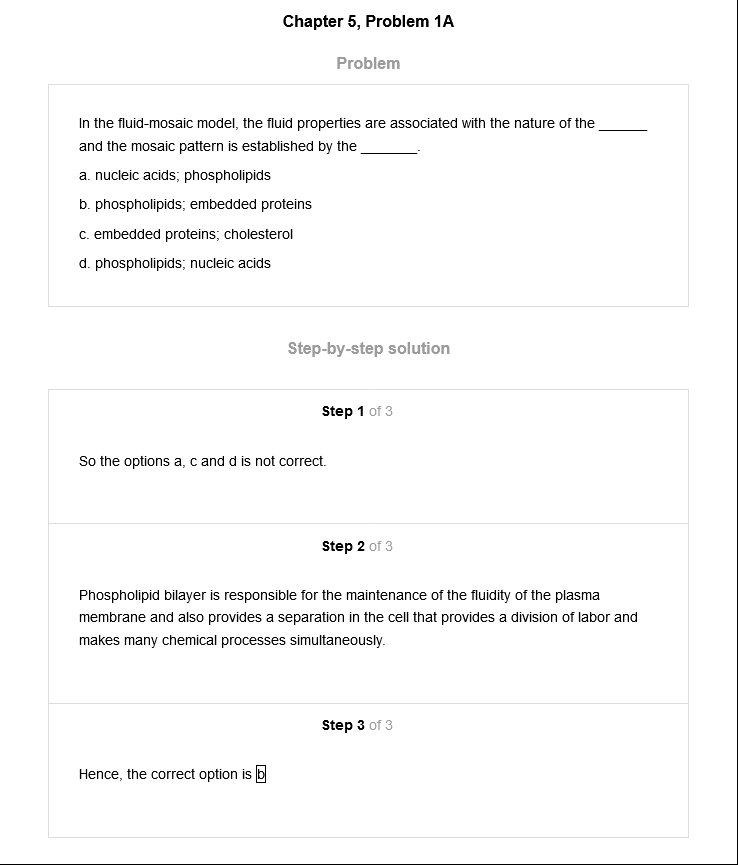 Chapter 5, Problem 1A
Problem
In the fluid-mosaic model, the fluid properties are associated with the nature of the ______
and the mosaic pattern is established by the _______.
a. nucleic acids; phospholipids
b. phospholipids; embedded proteins
c. embedded proteins; cholesterol
d. phospholipids; nucleic acids
Step-by-step solution
Step 1 of 3
So the options a, c and d is not correct.
Step 2 of 3
Phospholipid bilayer is responsible for the maintenance of the fluidity of the plasma
membrane and also provides a separation in the cell that provides a division of labor and
makes many chemical processes simultaneously.
Step 3 of 3
Hence, the correct option is b